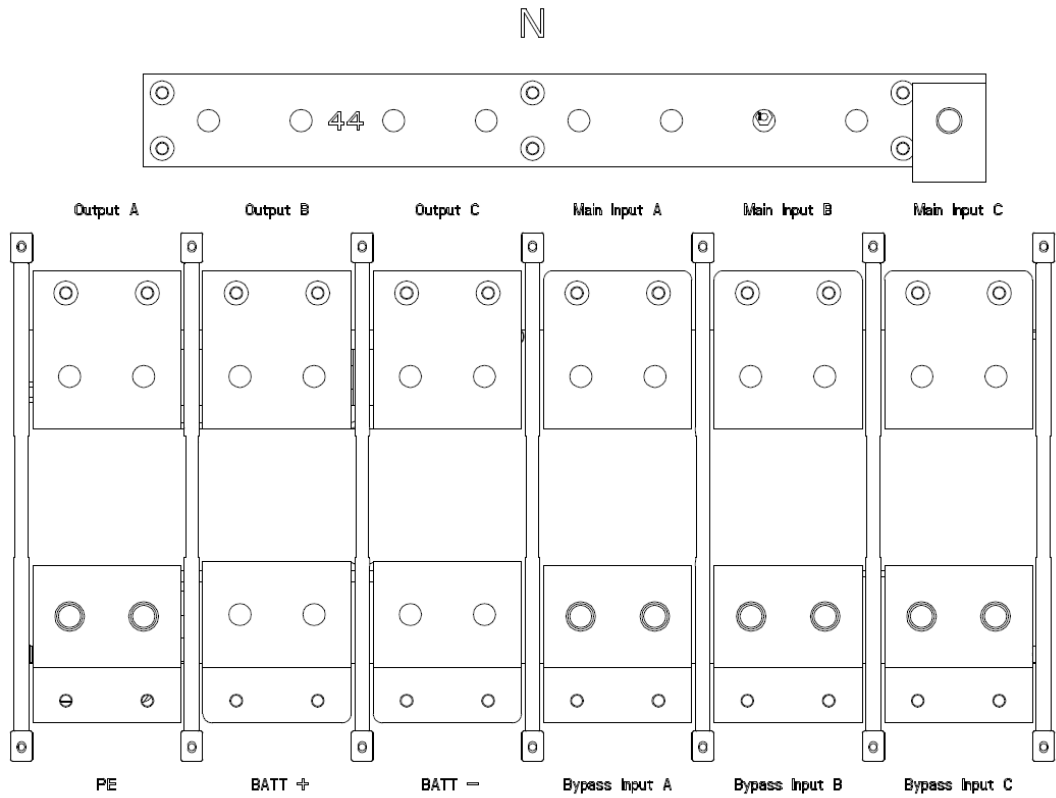 N
44
Output A Output B Output C Main Input A Main Input B Main Input C
PE BATT + BATT - Bypass Input A Bypass Input B Bypass Input C